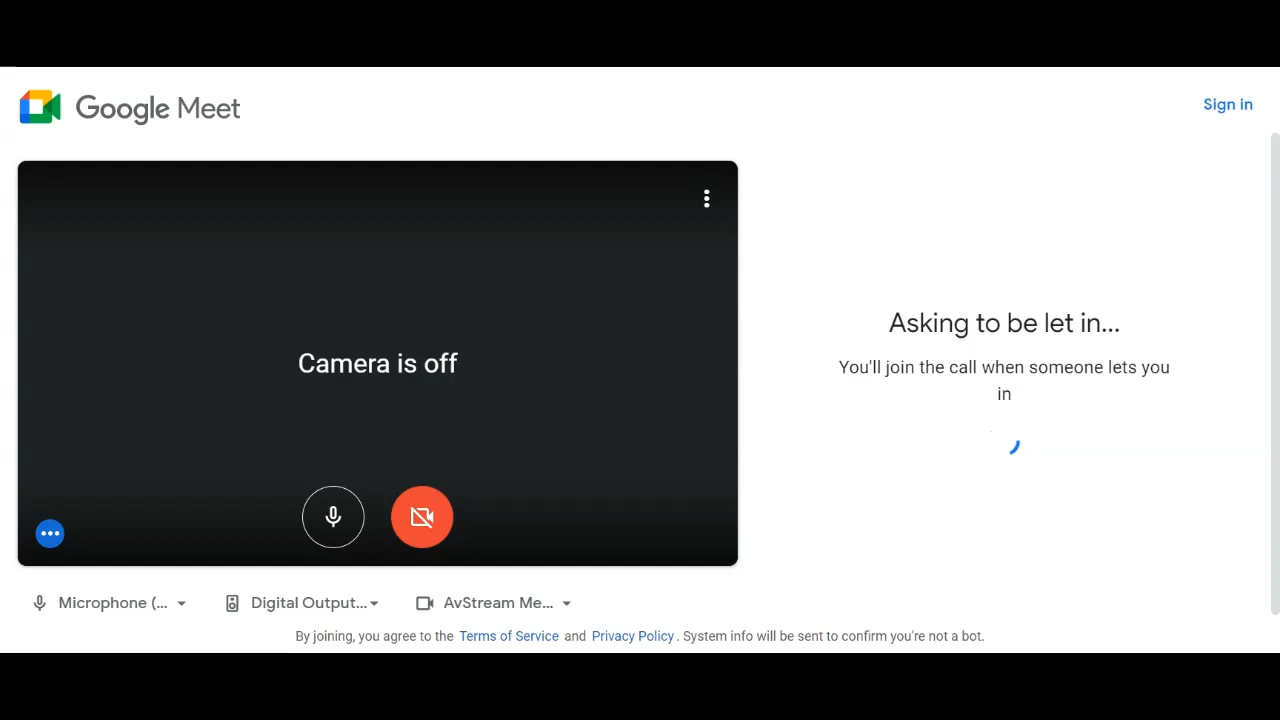 Google Meet
Sign in
Camera is off
Asking to be let in...
You'll join the call when someone lets you
in
Microphone (...
Digital Output...
AvStream Me...
By joining, you agree to the Terms of Service and Privacy Policy. System info will be sent to confirm you're not a bot.